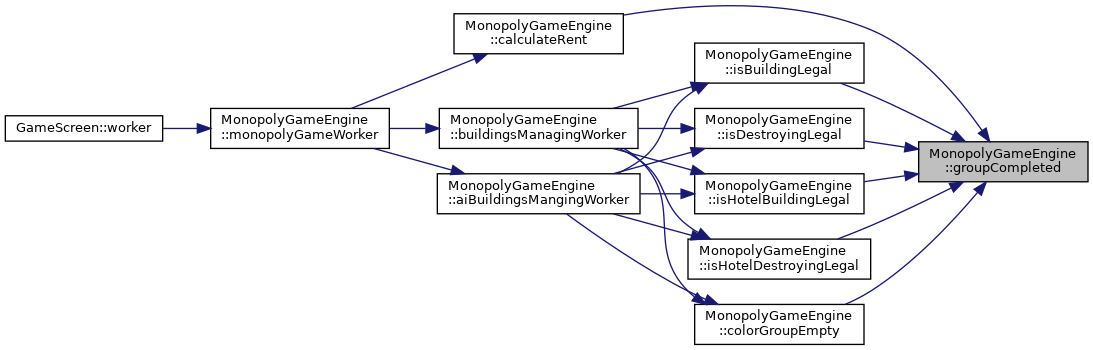 MonopolyGameEngine
::calculateRent
MonopolyGameEngine
::isBuildingLegal
GameScreen::worker
MonopolyGameEngine
::monopolyGameWorker
MonopolyGameEngine
::buildingsManagingWorker
MonopolyGameEngine
::isDestroyingLegal
MonopolyGameEngine
::groupCompleted
MonopolyGameEngine
::aiBuildingsMangingWorker
MonopolyGameEngine
::isHotelBuildingLegal
MonopolyGameEngine
::isHotelDestroyingLegal
MonopolyGameEngine
::colorGroupEmpty